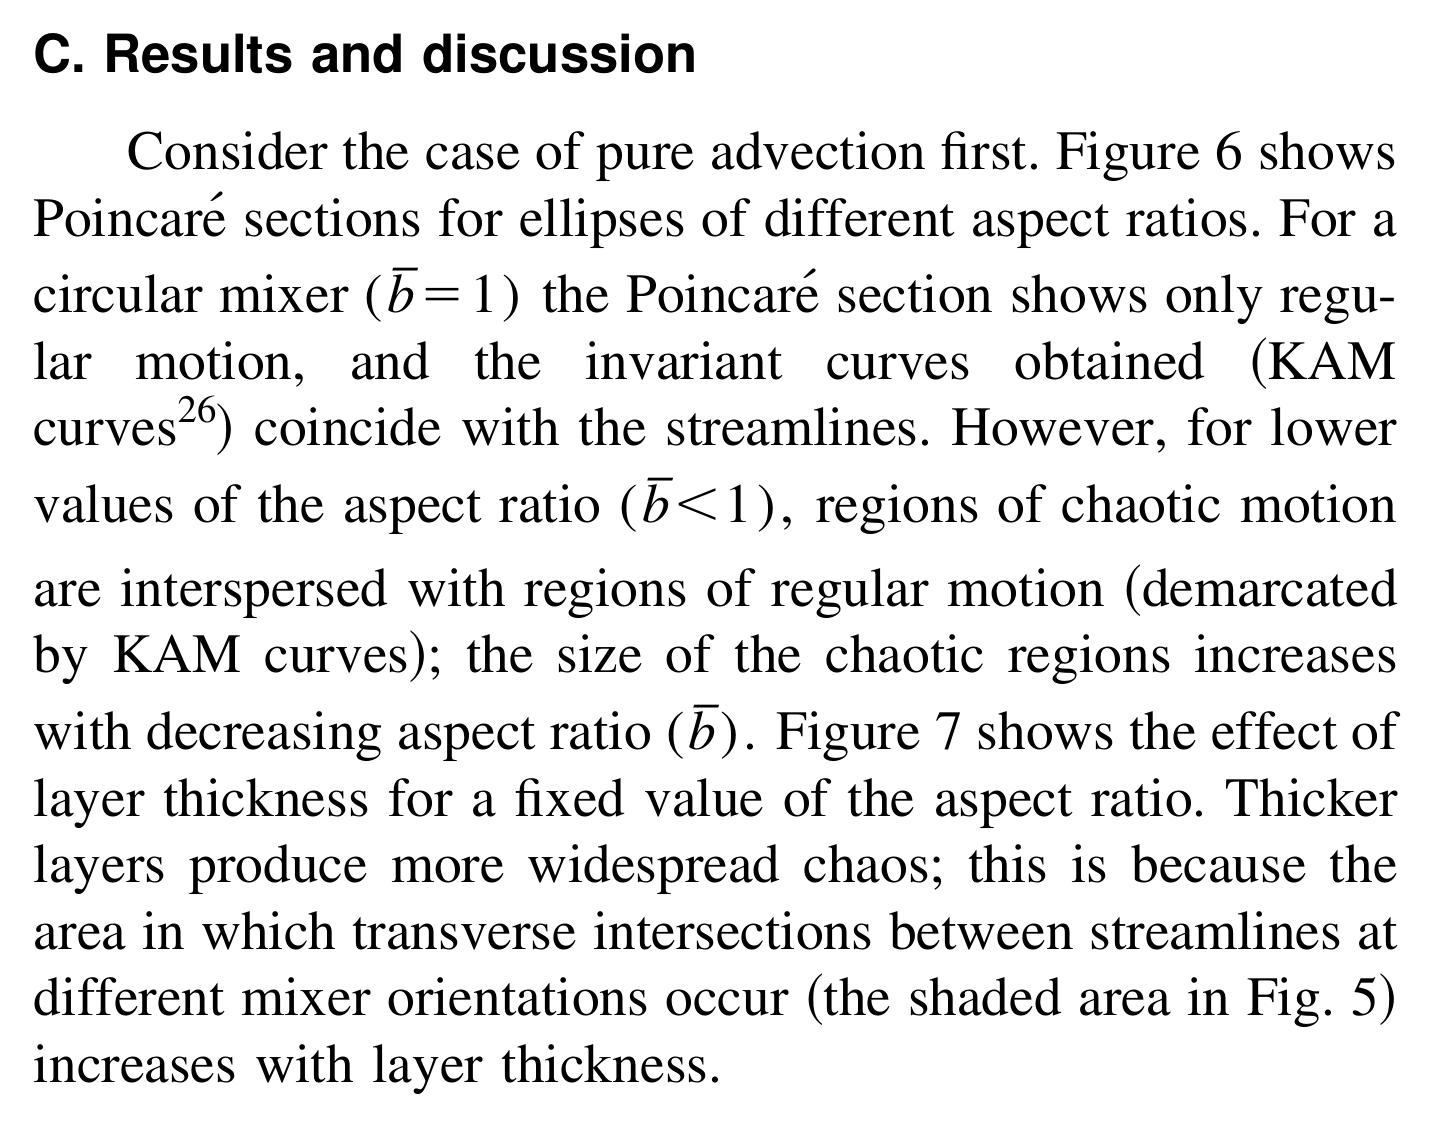 C. Results and discussion
Consider the case of pure advection first. Figure 6 shows
Poincaré sections for ellipses of different aspect ratios. For a
circular mixer (b̅=1) the Poincaré section shows only regu-
lar motion, and the invariant curves obtained (KAM
curves²⁶) coincide with the streamlines. However, for lower
values of the aspect ratio (b̅<1), regions of chaotic motion
are interspersed with regions of regular motion (demarcated
by KAM curves); the size of the chaotic regions increases
with decreasing aspect ratio (b̅). Figure 7 shows the effect of
layer thickness for a fixed value of the aspect ratio. Thicker
layers produce more widespread chaos; this is because the
area in which transverse intersections between streamlines at
different mixer orientations occur (the shaded area in Fig. 5)
increases with layer thickness.